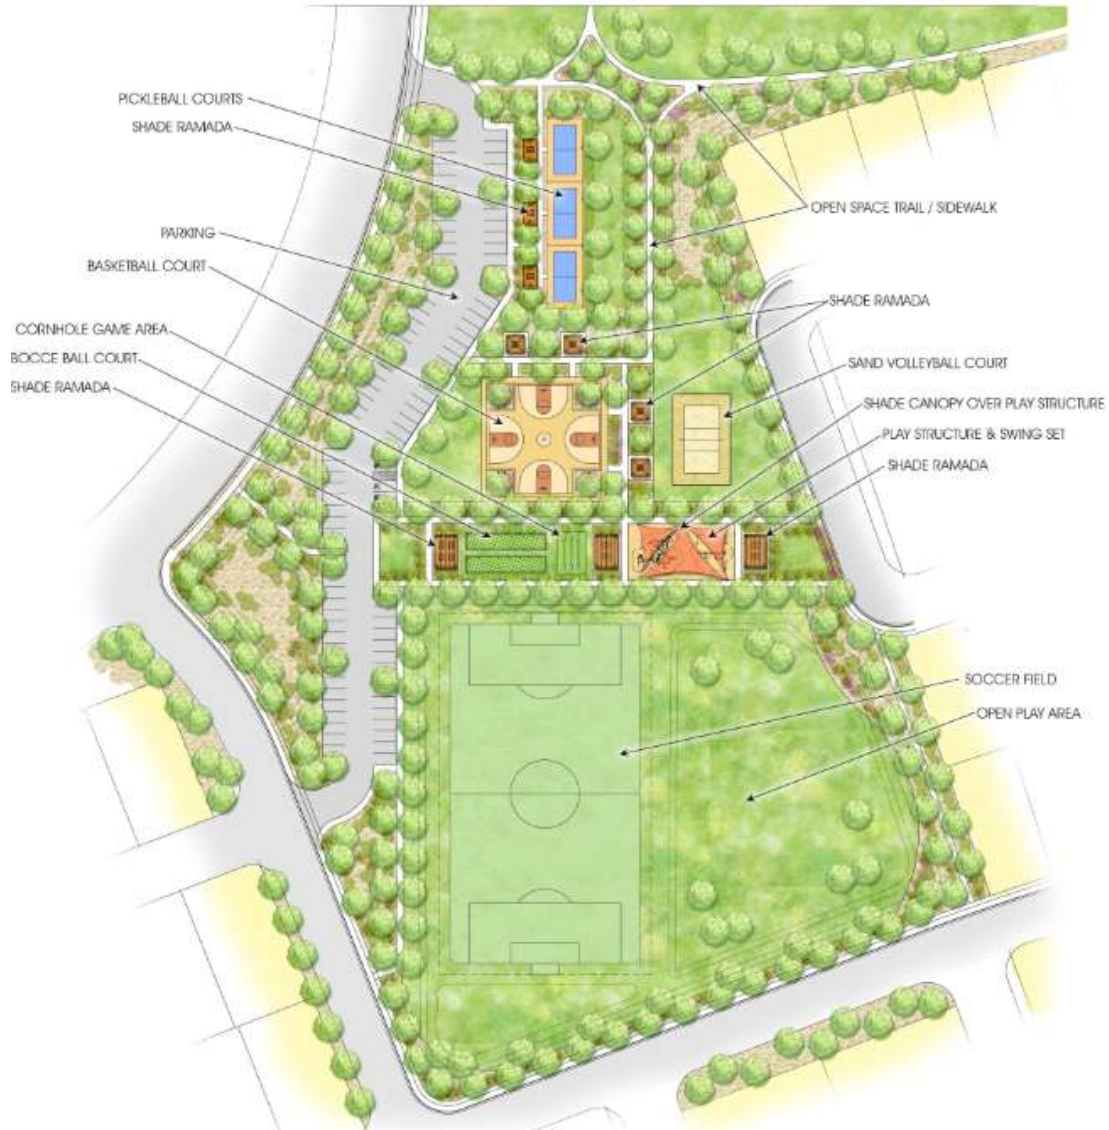 PICKLEBALL COURTS
SHADE RAMADA
PARKING
BASKETBALL COURT
CORNHOLE GAME AREA
BOCCE BALL COURT
SHADE RAMADA
OPEN SPACE TRAIL / SIDEWALK
SHADE RAMADA
SAND VOLLEYBALL COURT
SHADE CANOPY OVER PLAY STRUCTURE
PLAY STRUCTURE & SWING SET
SHADE RAMADA
SOCCER FIELD
OPEN PLAY AREA